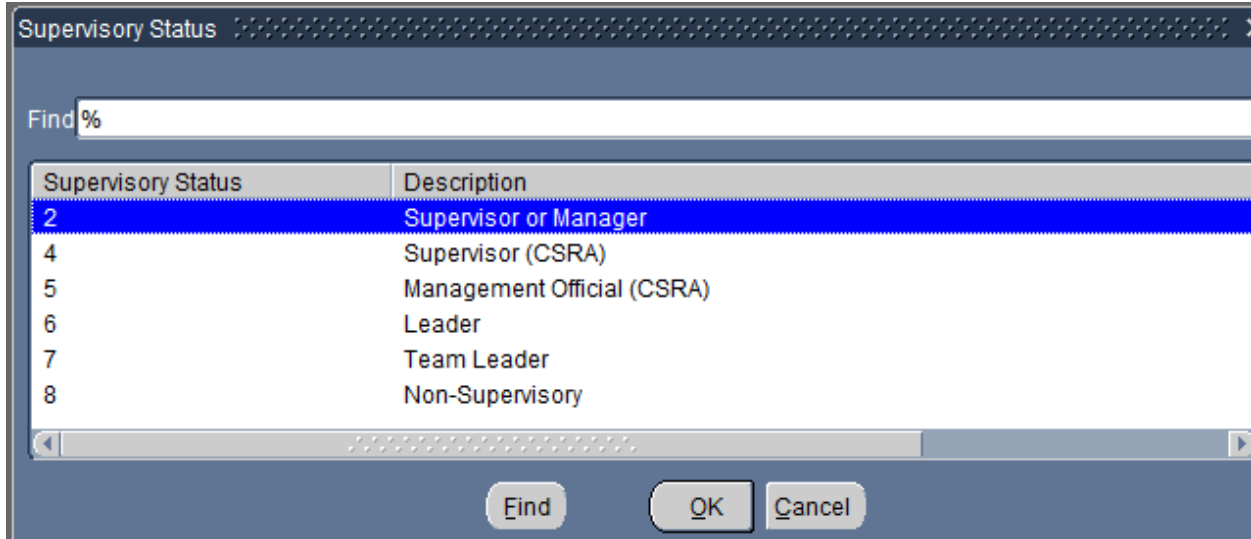 Supervisory Status
Find %
Supervisory Status Description
2 Supervisor or Manager
4 Supervisor (CSRA)
5 Management Official (CSRA)
6 Leader
7 Team Leader
8 Non-Supervisory
Find OK Cancel